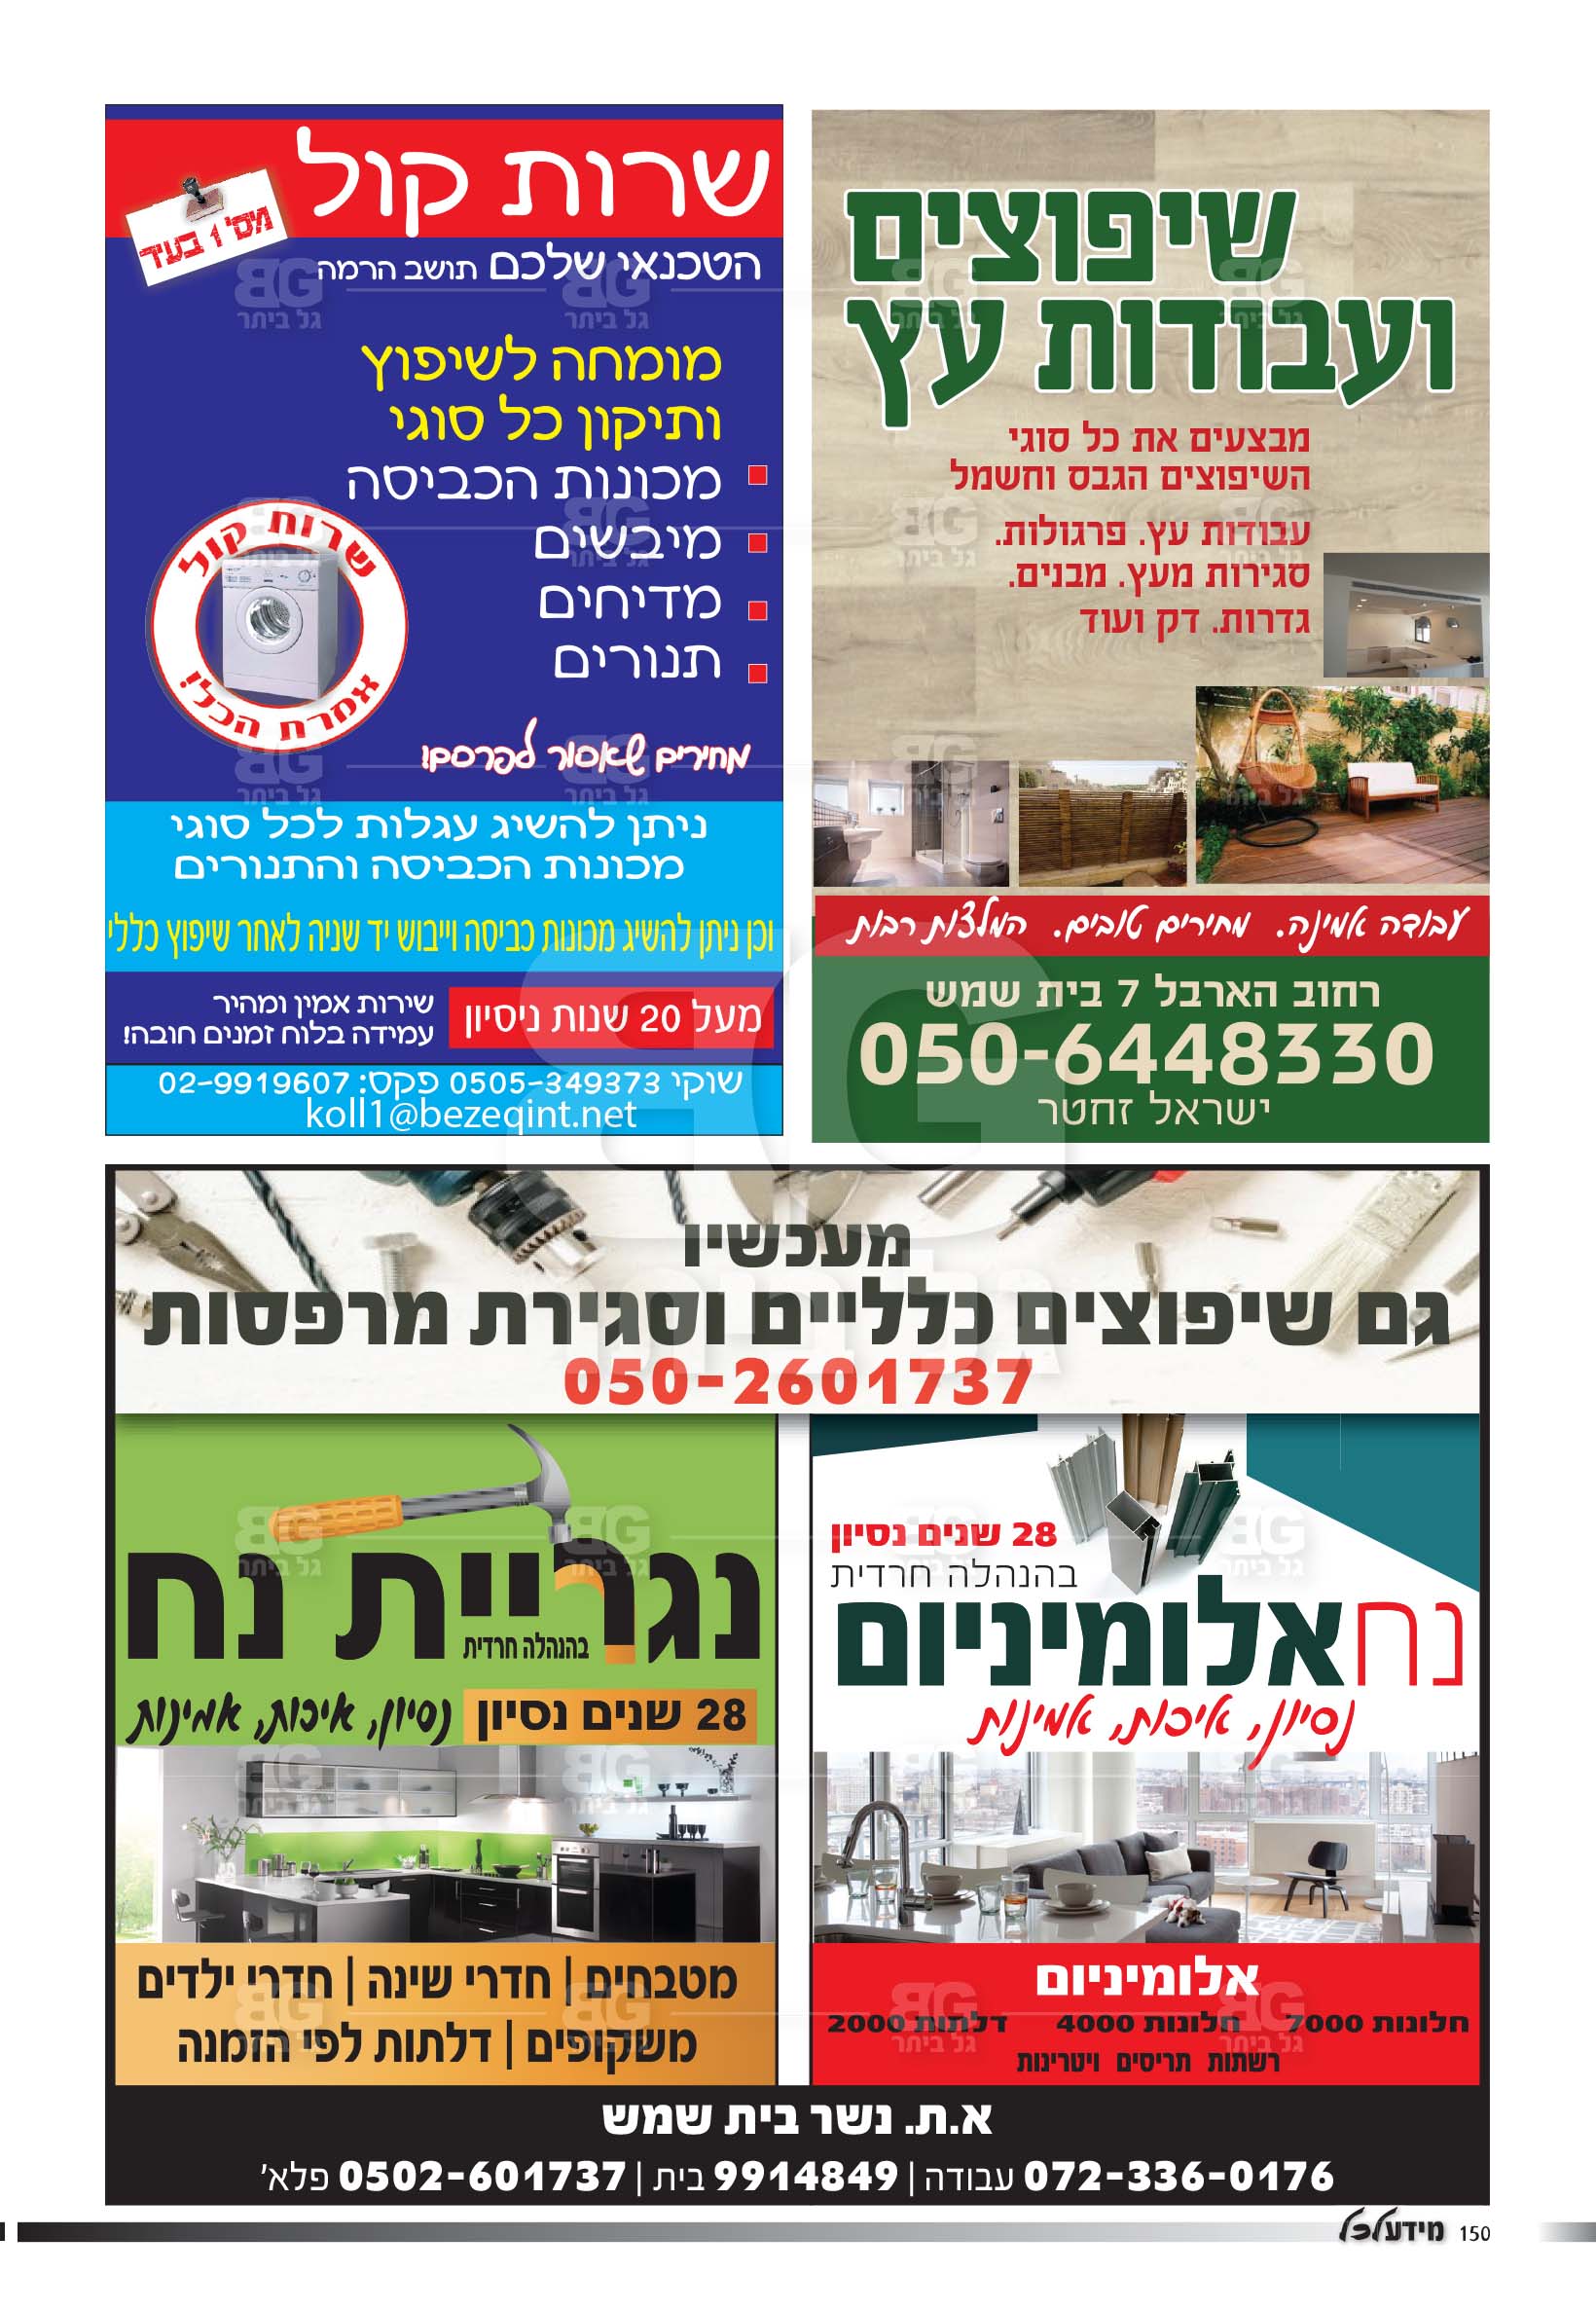 שיפוצים
ועבודות עץ
מבצעים את כל סוגי
השיפוצים הגבס וחשמל
עבודות עץ. פרגולות.
סגירות מעץ. מבנים.
גדרות. דק ועוד
עבודה אמינה. מחירים טובים. המלצות רבות
רחוב הארבל 7 בית שמש
050-6448330
ישראל זחטר
שרות קול
מס' 1 בעיר
הטכנאי שלכם תושב הרמה
מומחה לשיפוץ
ותיקון כל סוגי
מכונות הכביסה
מיבשים
מדיחים
תנורים
שרות קול
אמרת הכל!
מחירים שאסור לפרסם!
ניתן להשיג עגלות לכל סוגי
מכונות הכביסה והתנורים
וכן ניתן להשיג מכונות כביסה וייבוש יד שניה לאחר שיפוץ כללי
מעל 20 שנות ניסיון
שירות אמין ומהיר
עמידה בלוח זמנים חובה!
שוקי 0505-349373 פקס: 02-9919607
koll1@bezeqint.net
מעכשיו
גם שיפוצים כלליים וסגירת מרפסות
050-2601737
28 שנים נסיון
בהנהלה חרדית
נח אלומיניום
נסיון, איכות, אמינות
אלומיניום
חלונות 7000 חלונות 4000 דלתות 2000
רשתות תריסים ויטרינות
נגריית נח
בהנהלה חרדית
28 שנים נסיון נסיון, איכות, אמינות
מטבחים | חדרי שינה | חדרי ילדים
משקופים | דלתות לפי הזמנה
א.ת. נשר בית שמש
072-336-0176 עבודה | 9914849 בית | 0502-601737 פלא'
150 מידע לכל
BG
גל ביתר